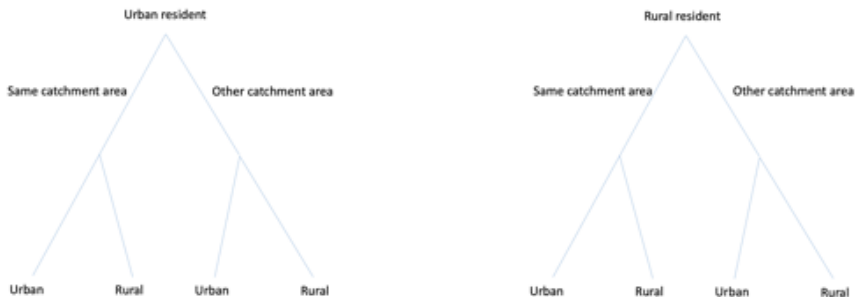 Urban resident
Same catchment area
Other catchment area
Urban
Rural
Urban
Rural
Rural resident
Same catchment area
Other catchment area
Urban
Rural
Urban
Rural